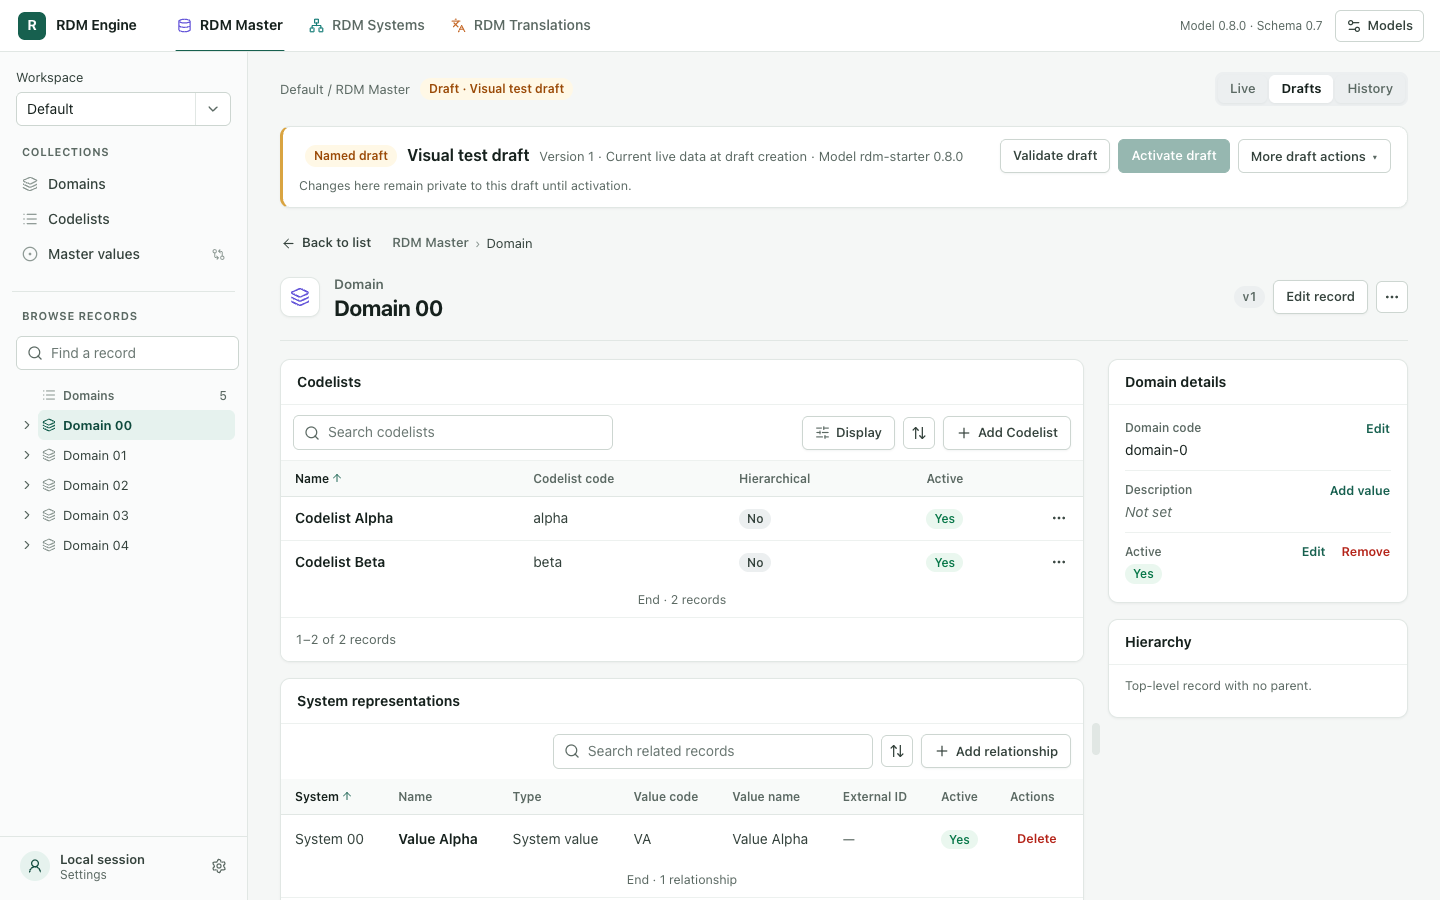 R RDM Engine RDM Master RDM Systems RDM Translations Model 0.8.0 · Schema 0.7 Models
Workspace
Default
COLLECTIONS
Domains
Codelists
Master values
BROWSE RECORDS
Find a record
Domains 5
Domain 00
Domain 01
Domain 02
Domain 03
Domain 04
Local session
Settings
Default / RDM Master Draft · Visual test draft Live Drafts History
Named draft Visual test draft Version 1 · Current live data at draft creation · Model rdm-starter 0.8.0 Validate draft Activate draft More draft actions
Changes here remain private to this draft until activation.
Back to list RDM Master › Domain
Domain
Domain 00 v1 Edit record
Codelists
Search codelists Display Add Codelist
Name Codelist code Hierarchical Active
Codelist Alpha alpha No Yes
Codelist Beta beta No Yes
End · 2 records
1–2 of 2 records
System representations
Search related records Add relationship
System Name Type Value code Value name External ID Active Actions
System 00 Value Alpha System value VA Value Alpha — Yes Delete
End · 1 relationship
Domain details
Domain code Edit
domain-0
Description Add value
Not set
Active Edit Remove
Yes
Hierarchy
Top-level record with no parent.